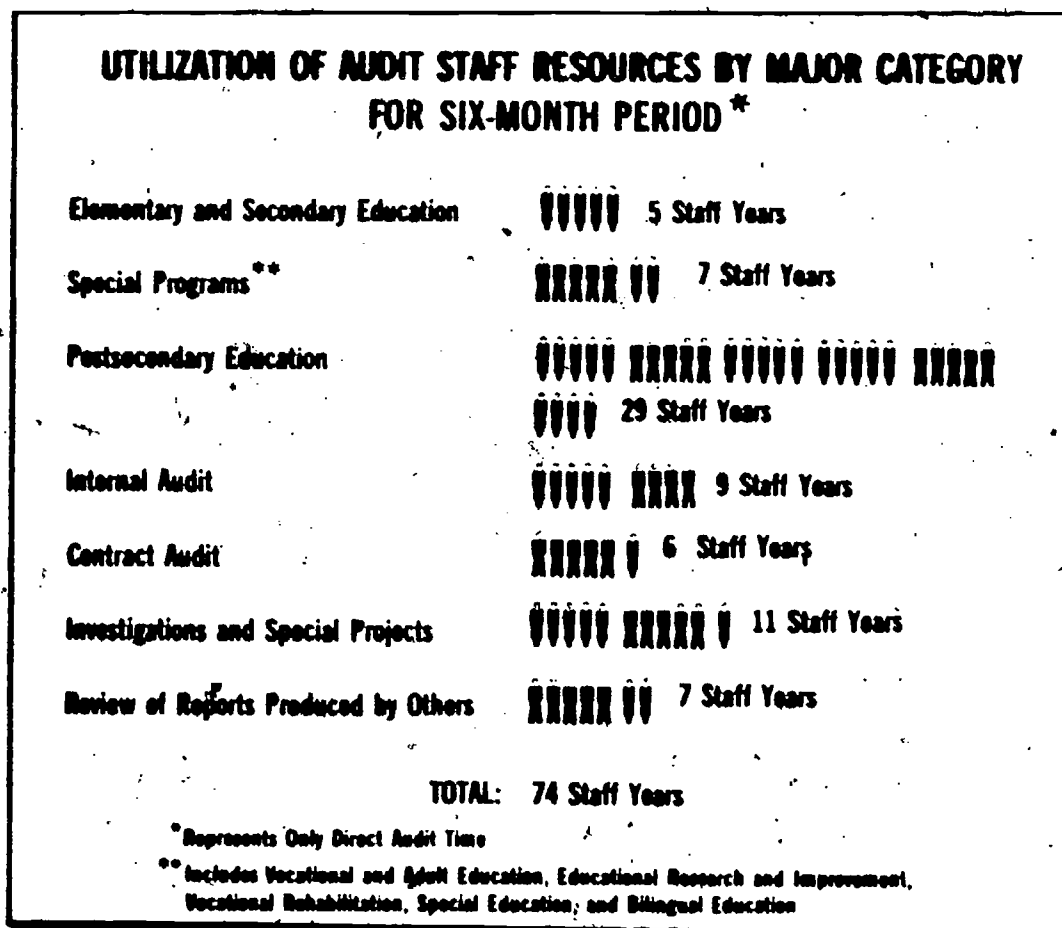 UTILIZATION OF AUDIT STAFF RESOURCES BY MAJOR CATEGORY
FOR SIX-MONTH PERIOD*
Elementary and Secondary Education 5 Staff Years
Special Programs** 7 Staff Years
Postsecondary Education
29 Staff Years
Internal Audit 9 Staff Years
Contract Audit 6 Staff Years
Investigations and Special Projects 11 Staff Years
Review of Reports Produced by Others 7 Staff Years
TOTAL: 74 Staff Years
*Represents Only Direct Audit Time
**Includes Vocational and Adult Education, Educational Research and Improvement,
Vocational Rehabilitation, Special Education, and Bilingual Education